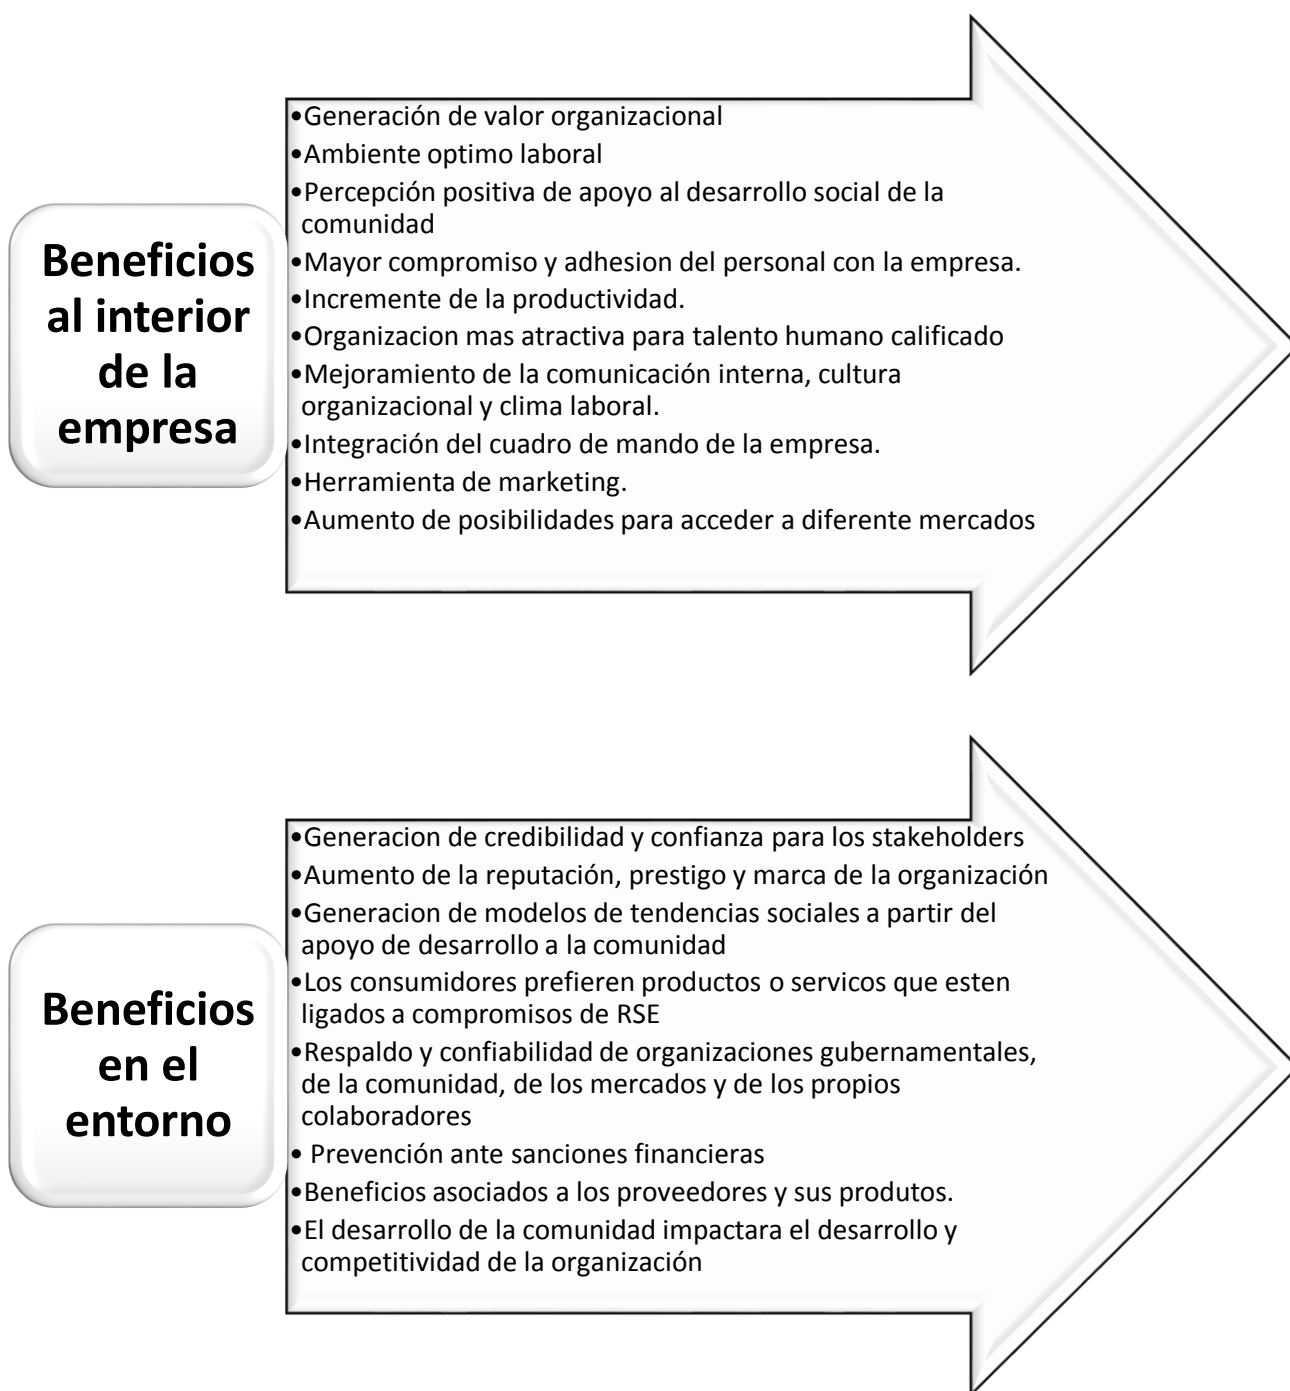 Beneficios
al interior
de la
empresa
•Generación de valor organizacional
•Ambiente optimo laboral
•Percepción positiva de apoyo al desarrollo social de la
comunidad
•Mayor compromiso y adhesion del personal con la empresa.
•Incremente de la productividad.
•Organizacion mas atractiva para talento humano calificado
•Mejoramiento de la comunicación interna, cultura
organizacional y clima laboral.
•Integración del cuadro de mando de la empresa.
•Herramienta de marketing.
•Aumento de posibilidades para acceder a diferente mercados
Beneficios
en el
entorno
•Generacion de credibilidad y confianza para los stakeholders
•Aumento de la reputación, prestigo y marca de la organización
•Generacion de modelos de tendencias sociales a partir del
apoyo de desarrollo a la comunidad
•Los consumidores prefieren productos o servicos que esten
ligados a compromisos de RSE
•Respaldo y confiabilidad de organizaciones gubernamentales,
de la comunidad, de los mercados y de los propios
colaboradores
• Prevención ante sanciones financieras
•Beneficios asociados a los proveedores y sus produtos.
•El desarrollo de la comunidad impactara el desarrollo y
competitividad de la organización